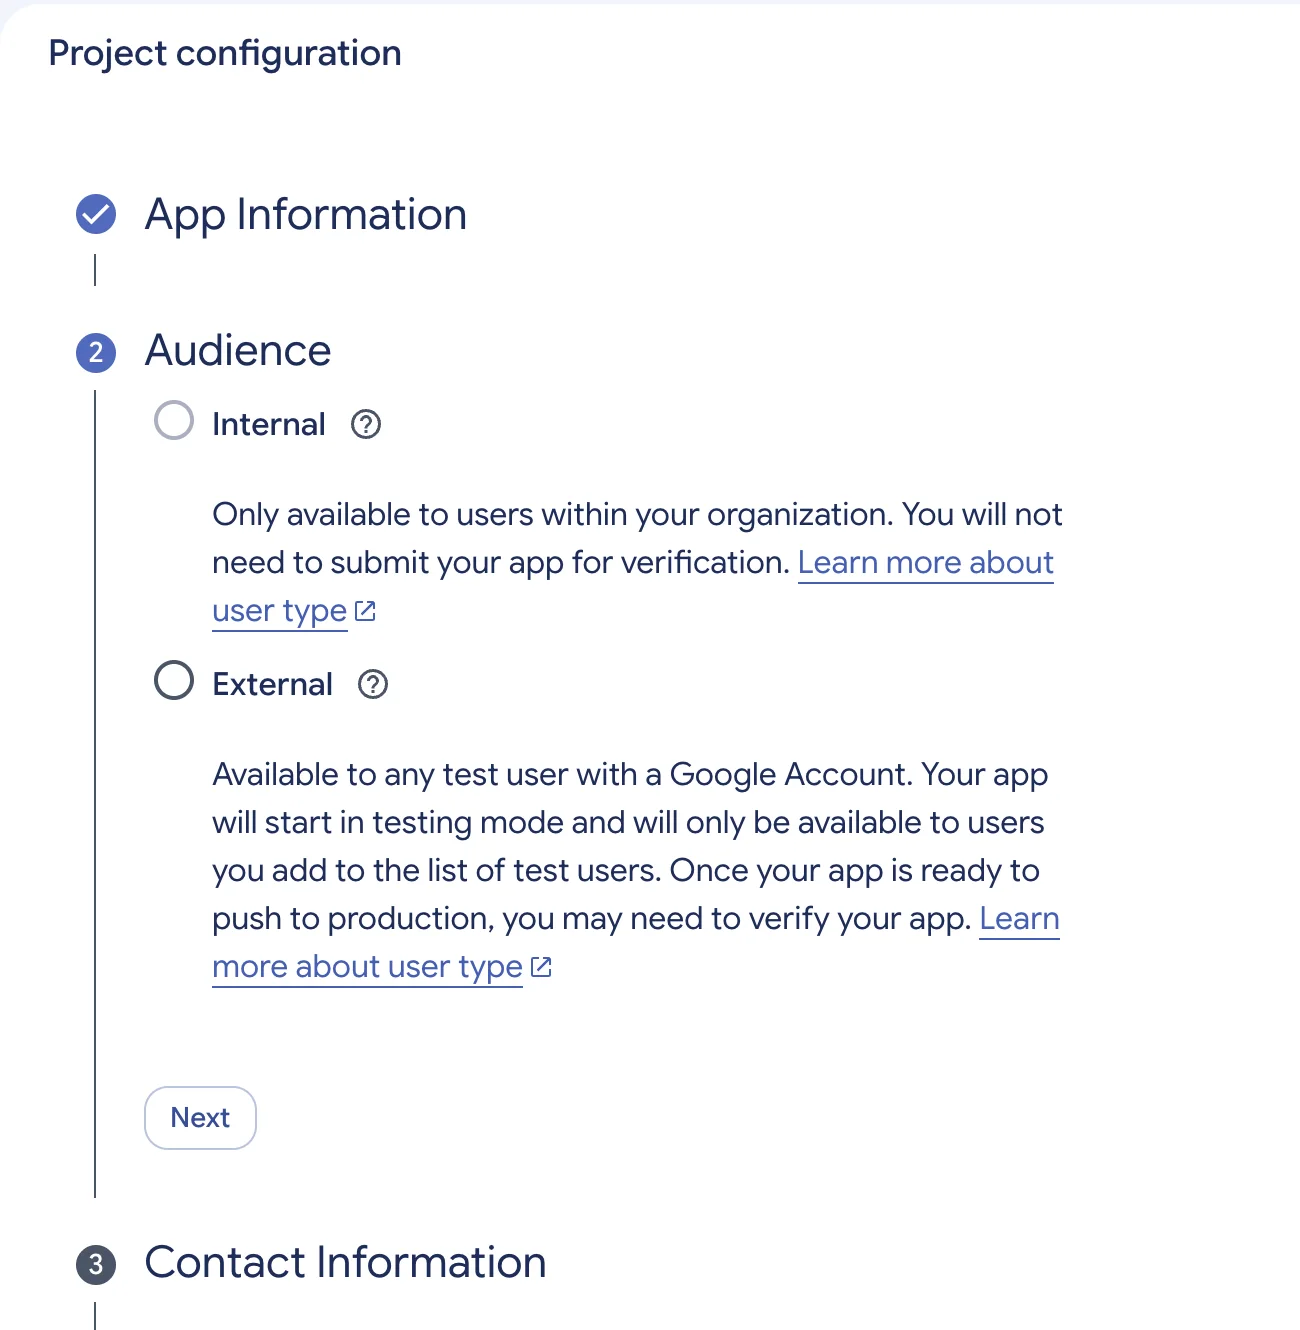 Project configuration
App Information
2 Audience
Internal ?
Only available to users within your organization. You will not
need to submit your app for verification. Learn more about
user type
External ?
Available to any test user with a Google Account. Your app
will start in testing mode and will only be available to users
you add to the list of test users. Once your app is ready to
push to production, you may need to verify your app. Learn
more about user type
Next
3 Contact Information